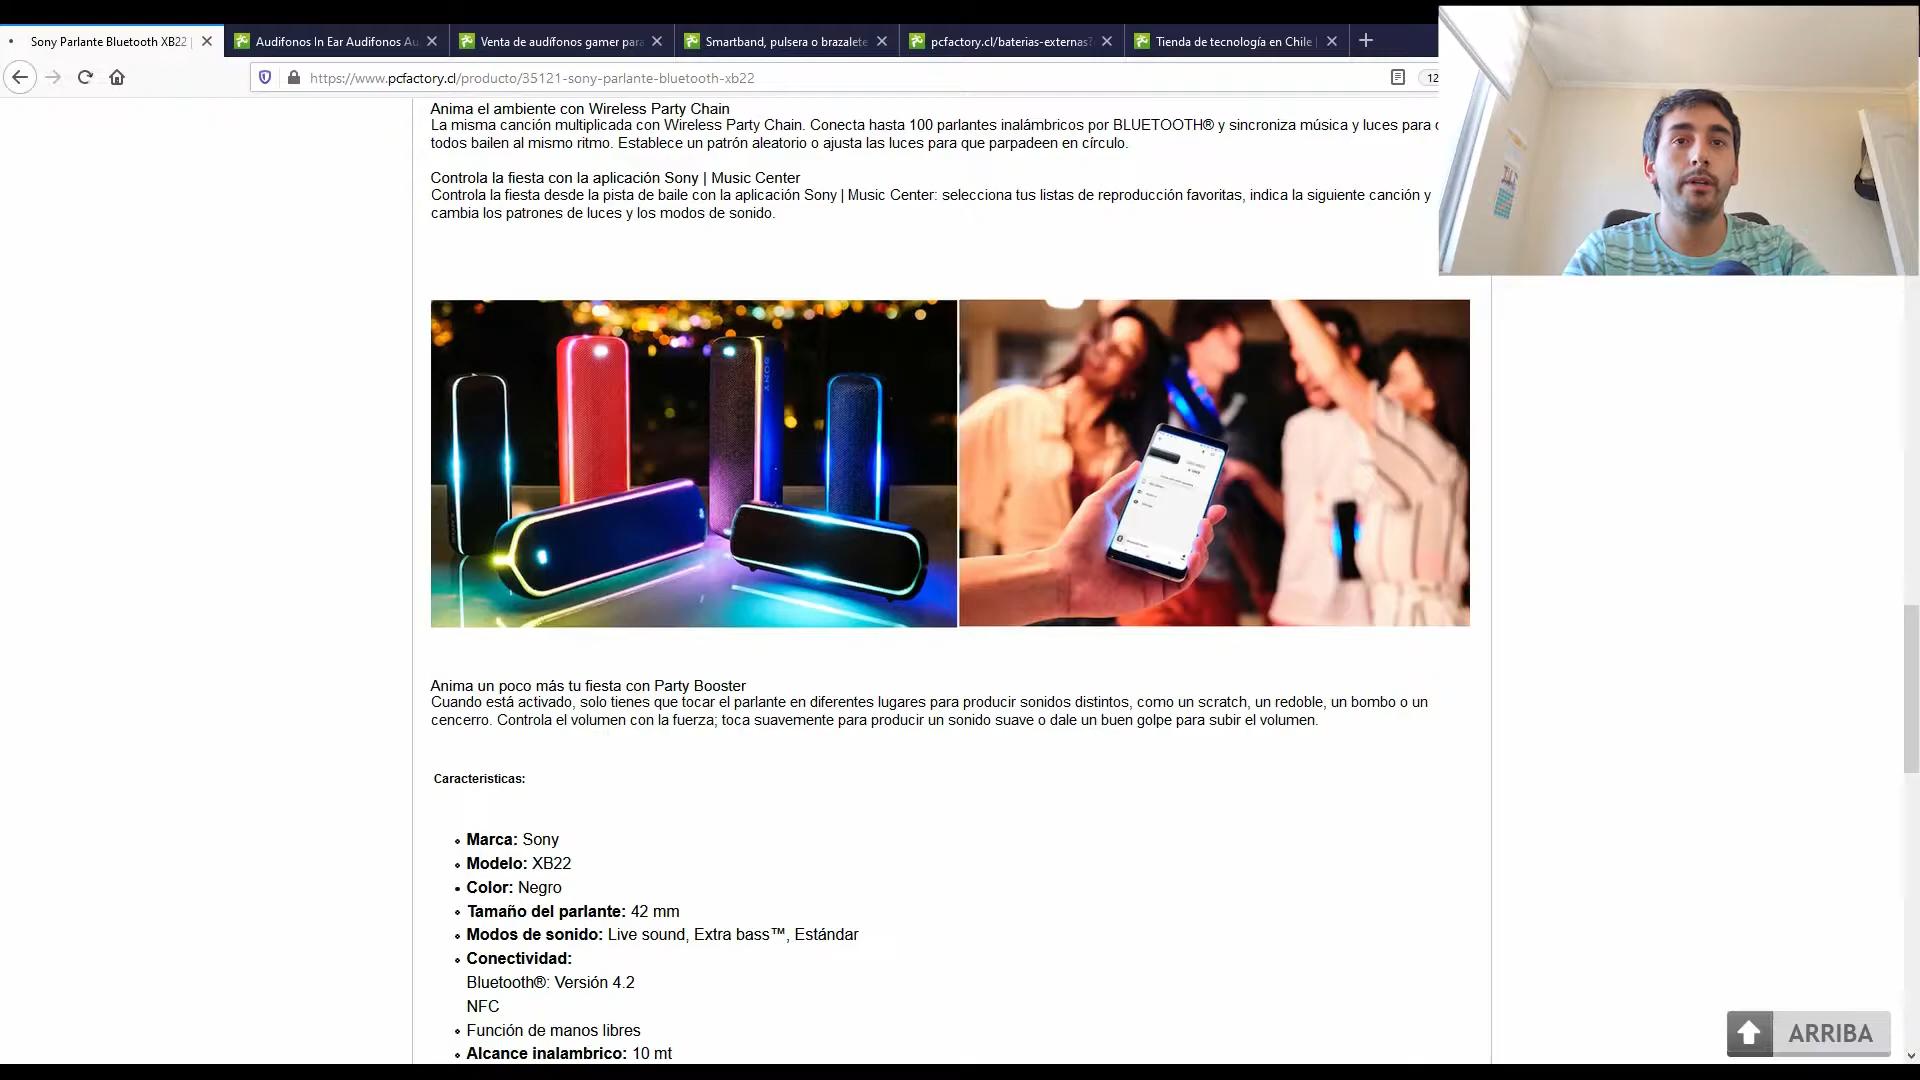 Sony Parlante Bluetooth XB22 |
Audifonos In Ear Audifonos Au
Venta de audífonos gamer para
Smartband, pulsera o brazalete
pcfactory.cl/baterias-externas?
Tienda de tecnología en Chile |
https://www.pcfactory.cl/producto/35121-sony-parlante-bluetooth-xb22
12
Anima el ambiente con Wireless Party Chain
La misma canción multiplicada con Wireless Party Chain. Conecta hasta 100 parlantes inalámbricos por BLUETOOTH® y sincroniza música y luces para
todos bailen al mismo ritmo. Establece un patrón aleatorio o ajusta las luces para que parpadeen en círculo.
Controla la fiesta con la aplicación Sony | Music Center
Controla la fiesta desde la pista de baile con la aplicación Sony | Music Center: selecciona tus listas de reproducción favoritas, indica la siguiente canción y
cambia los patrones de luces y los modos de sonido.
SONY
Anima un poco más tu fiesta con Party Booster
Cuando está activado, solo tienes que tocar el parlante en diferentes lugares para producir sonidos distintos, como un scratch, un redoble, un bombo o un
cencerro. Controla el volumen con la fuerza; toca suavemente para producir un sonido suave o dale un buen golpe para subir el volumen.
Caracteristicas:
Marca: Sony
Modelo: XB22
Color: Negro
Tamaño del parlante: 42 mm
Modos de sonido: Live sound, Extra bass™, Estándar
Conectividad:
Bluetooth®: Versión 4.2
NFC
Función de manos libres
Alcance inalambrico: 10 mt
ARRIBA